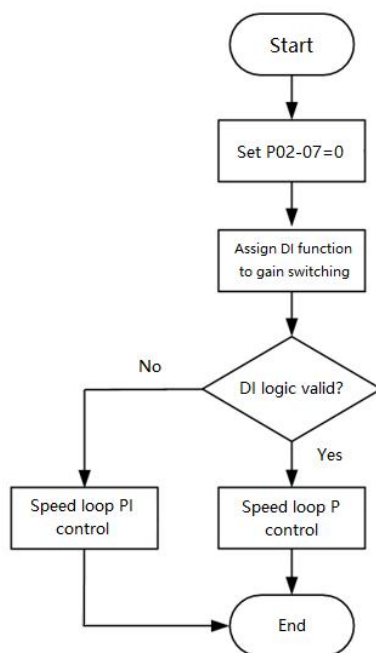 Start
Set P02-07=0
Assign DI function
to gain switching
No
DI logic valid?
Yes
Speed loop PI
control
Speed loop P
control
End